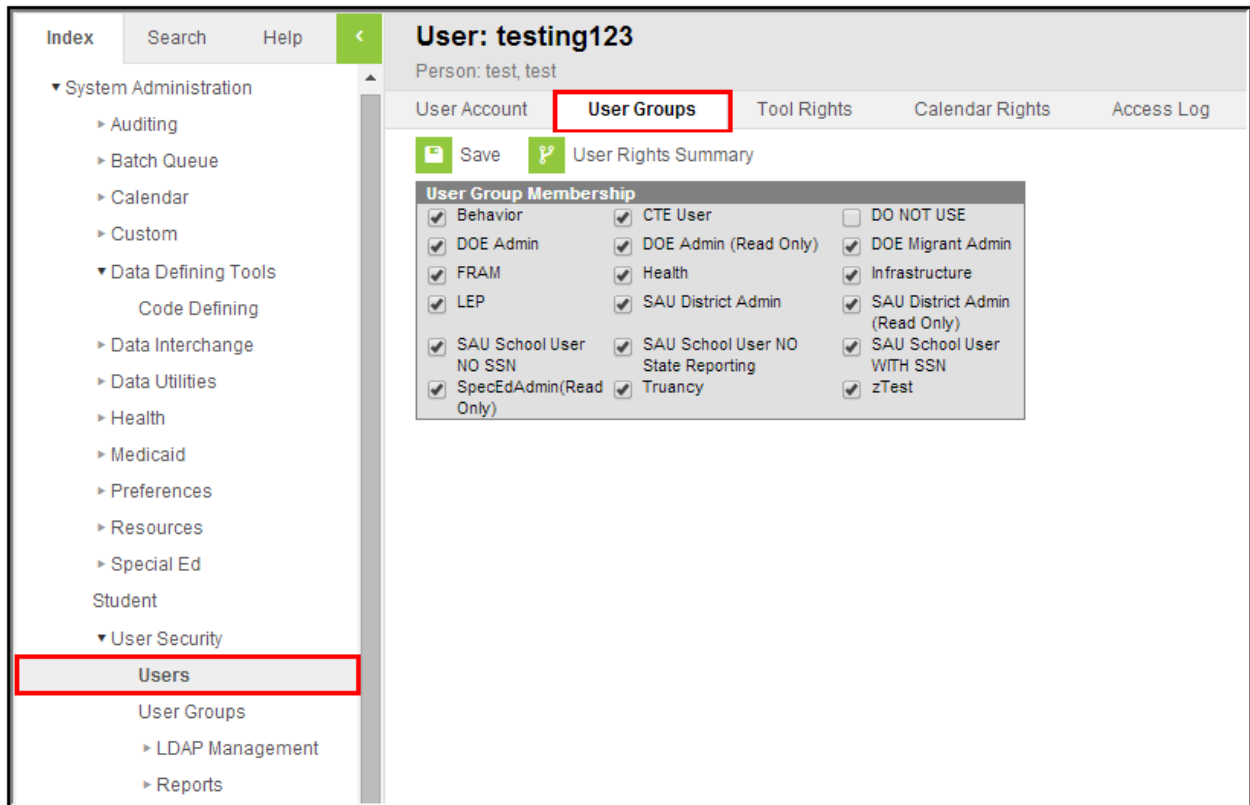 Index Search Help
System Administration
Auditing
Batch Queue
Calendar
Custom
Data Defining Tools
Code Defining
Data Interchange
Data Utilities
Health
Medicaid
Preferences
Resources
Special Ed
Student
User Security
Users
User Groups
LDAP Management
Reports
User: testing123
Person: test, test
User Account User Groups Tool Rights Calendar Rights Access Log
Save User Rights Summary
User Group Membership
Behavior CTE User DO NOT USE
DOE Admin DOE Admin (Read Only) DOE Migrant Admin
FRAM Health Infrastructure
LEP SAU District Admin SAU District Admin
(Read Only)
SAU School User SAU School User NO SAU School User
NO SSN State Reporting WITH SSN
SpecEdAdmin(Read Truancy zTest
Only)